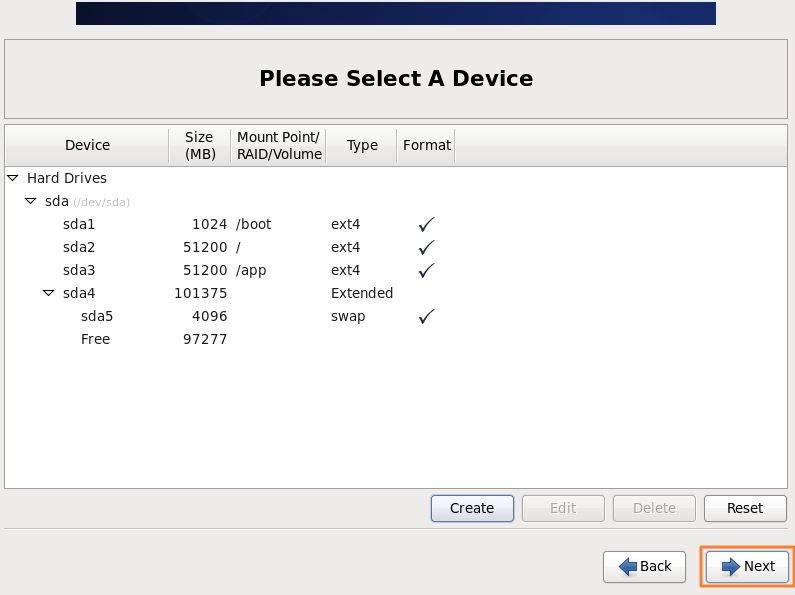 Please Select A Device
Device Size (MB) Mount Point/ RAID/Volume Type Format
Hard Drives
sda (/dev/sda)
sda1 1024 /boot ext4
sda2 51200 / ext4
sda3 51200 /app ext4
sda4 101375 Extended
sda5 4096 swap
Free 97277
Create Edit Delete Reset
Back Next